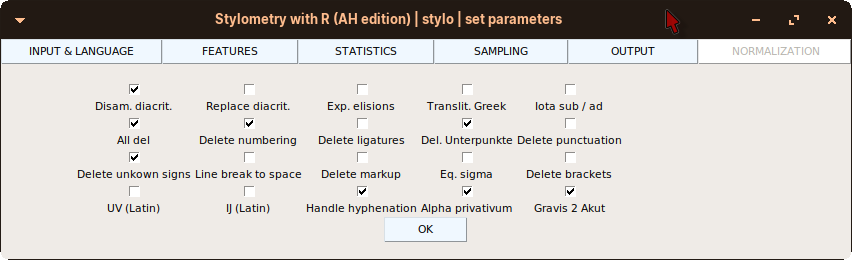 Stylometry with R (AH edition) | stylo | set parameters
INPUT & LANGUAGE FEATURES STATISTICS SAMPLING OUTPUT NORMALIZATION
Disam. diacrit. Replace diacrit. Exp. elisions Translit. Greek Iota sub / ad
All del Delete numbering Delete ligatures Del. Unterpunkte Delete punctuation
Delete unkown signs Line break to space Delete markup Eq. sigma Delete brackets
UV (Latin) IJ (Latin) Handle hyphenation Alpha privativum Gravis 2 Akut
OK